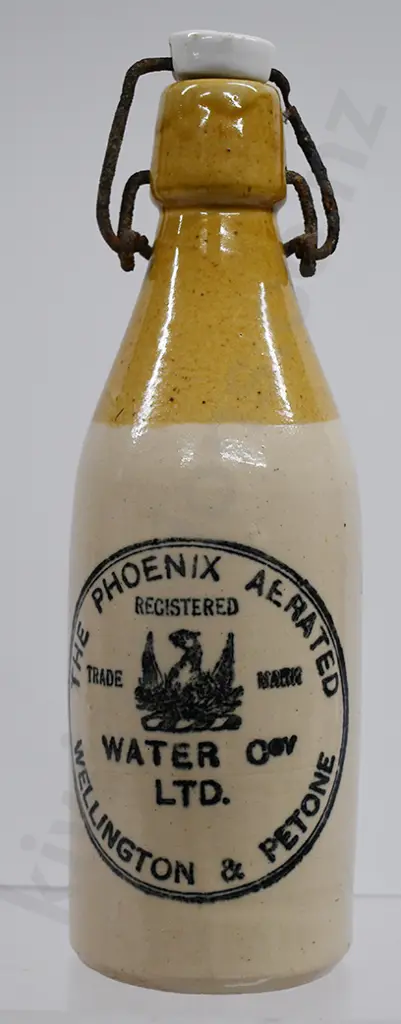 THE PHOENIX AERATED
REGISTERED
TRADE MARK
WATER Coy
LTD.
WELLINGTON & PETONE